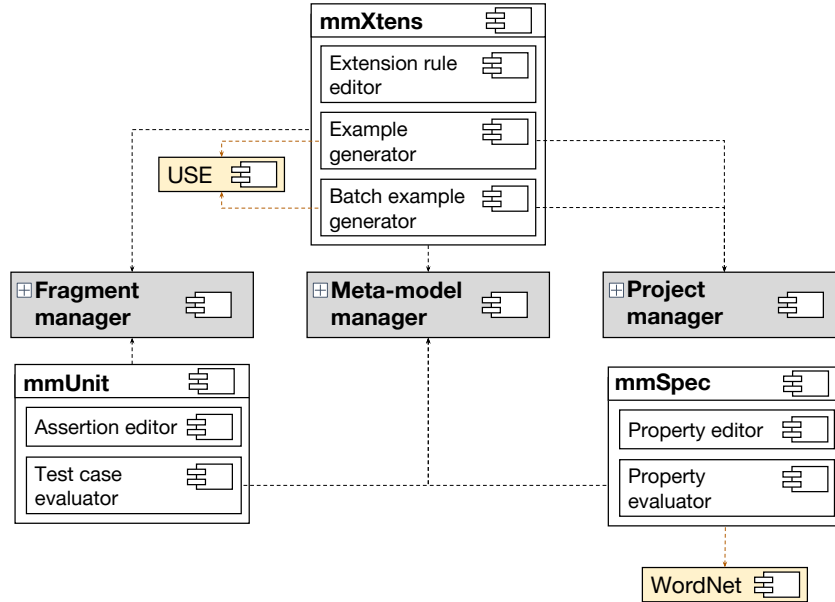 mmXtens
Extension rule
editor
Example
generator
USE
Batch example
generator
Fragment
manager
Meta-model
manager
Project
manager
mmUnit
Assertion editor
Test case
evaluator
mmSpec
Property editor
Property
evaluator
WordNet